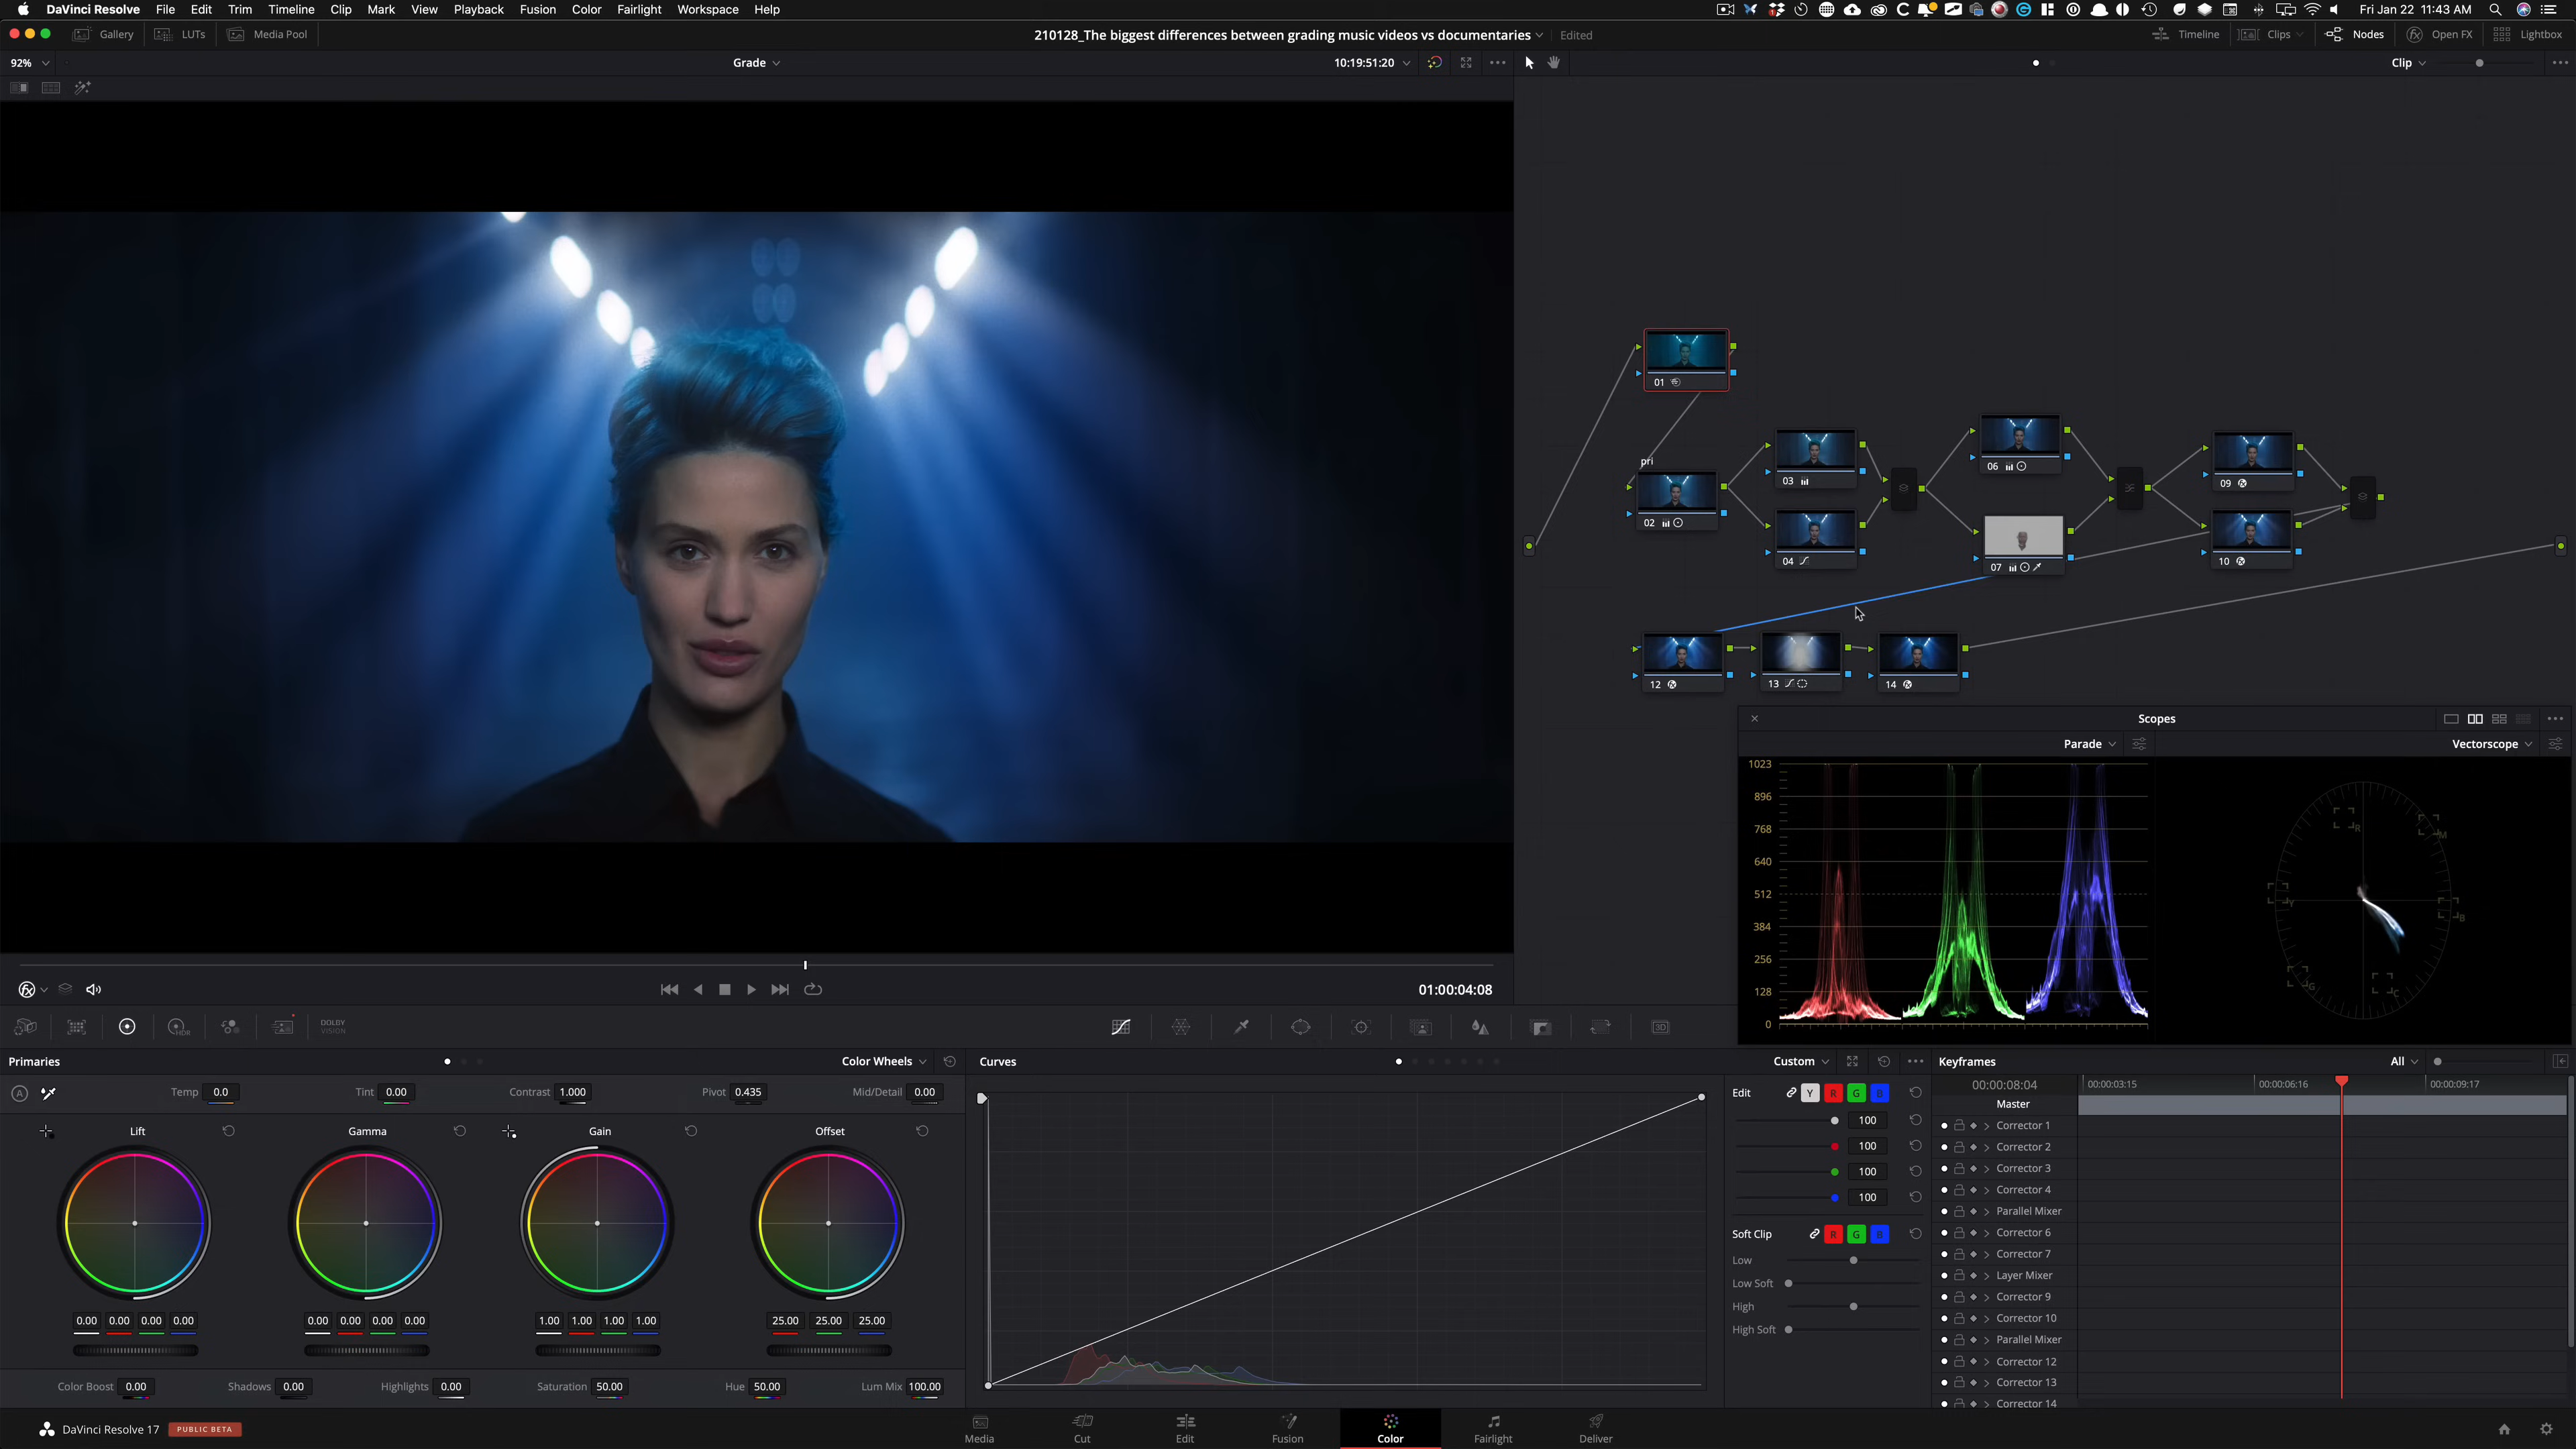 DaVinci Resolve File Edit Trim Timeline Clip Mark View Playback Fusion Color Fairlight Workspace Help Fri Jan 22 11:43 AM
Gallery LUTs Media Pool 210128_The biggest differences between grading music videos vs documentaries Edited Timeline Clips Nodes Open FX Lightbox
92% Grade 10:19:51:20 Clip
01
pri
02
03
04
06
07
09
10
12 13 14
Scopes
Parade Vectorscope
1023
896
768
640
512
384
256
128
0
R
M
Y
B
G
C
01:00:04:08
HDR
DOLBY
VISION
3D
Primaries Color Wheels
A Temp 0.0 Tint 0.00 Contrast 1.000 Pivot 0.435 Mid/Detail 0.00
Lift Gamma Gain Offset
0.00 0.00 0.00 0.00 0.00 0.00 0.00 0.00 1.00 1.00 1.00 1.00 25.00 25.00 25.00
Color Boost 0.00 Shadows 0.00 Highlights 0.00 Saturation 50.00 Hue 50.00 Lum Mix 100.00
Curves Custom
Edit Y R G B
100
100
100
100
Soft Clip R G B
Low
Low Soft
High
High Soft
Keyframes All
00:00:08:04 00:00:03:15 00:00:06:16 00:00:09:17
Master
Corrector 1
Corrector 2
Corrector 3
Corrector 4
Parallel Mixer
Corrector 6
Corrector 7
Layer Mixer
Corrector 9
Corrector 10
Parallel Mixer
Corrector 12
Corrector 13
Corrector 14
DaVinci Resolve 17 PUBLIC BETA Media Cut Edit Fusion Color Fairlight Deliver